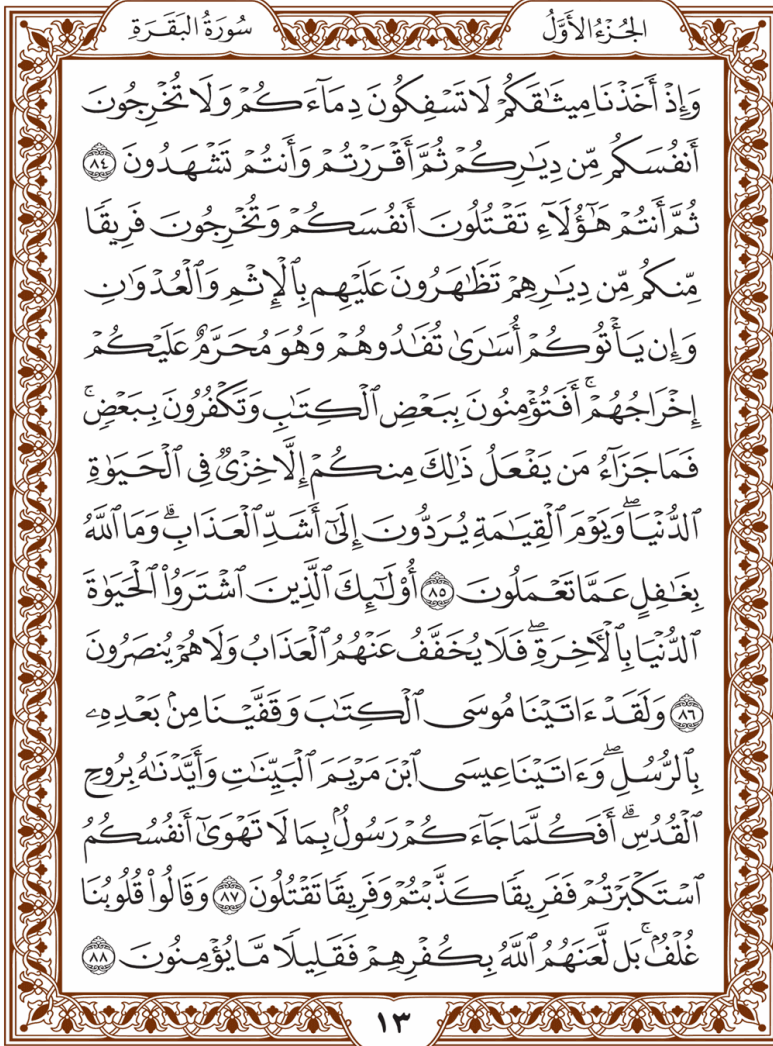 الجُزْءُ الأَوَّلُ
سُورَةُ البَقَرَةِ
وَإِذۡ أَخَذۡنَا مِيثَٰقَكُمۡ لَا تَسۡفِكُونَ دِمَآءَكُمۡ وَلَا تُخۡرِجُونَ
أَنفُسَكُم مِّن دِيَٰرِكُمۡ ثُمَّ أَقۡرَرۡتُمۡ وَأَنتُمۡ تَشۡهَدُونَ ٨٤
ثُمَّ أَنتُمۡ هَٰٓؤُلَآءِ تَقۡتُلُونَ أَنفُسَكُمۡ وَتُخۡرِجُونَ فَرِيقٗا
مِّنكُم مِّن دِيَٰرِهِمۡ تَظَٰهَرُونَ عَلَيۡهِم بِٱلۡإِثۡمِ وَٱلۡعُدۡوَٰنِ
وَإِن يَأۡتُوكُمۡ أُسَٰرَىٰ تُفَٰدُوهُمۡ وَهُوَ مُحَرَّمٌ عَلَيۡكُمۡ
إِخۡرَاجُهُمۡۚ أَفَتُؤۡمِنُونَ بِبَعۡضِ ٱلۡكِتَٰبِ وَتَكۡفُرُونَ بِبَعۡضٖۚ
فَمَا جَزَآءُ مَن يَفۡعَلُ ذَٰلِكَ مِنكُمۡ إِلَّا خِزۡيٞ فِي ٱلۡحَيَوٰةِ
ٱلدُّنۡيَاۖ وَيَوۡمَ ٱلۡقِيَٰمَةِ يُرَدُّونَ إِلَىٰٓ أَشَدِّ ٱلۡعَذَابِۗ وَمَا ٱللَّهُ
بِغَٰفِلٍ عَمَّا تَعۡمَلُونَ ٨٥ أُوْلَٰٓئِكَ ٱلَّذِينَ ٱشۡتَرَوُاْ ٱلۡحَيَوٰةَ
ٱلدُّنۡيَا بِٱلۡأٓخِرَةِۖ فَلَا يُخَفَّفُ عَنۡهُمُ ٱلۡعَذَابُ وَلَا هُمۡ يُنصَرُونَ
٨٦ وَلَقَدۡ ءَاتَيۡنَا مُوسَى ٱلۡكِتَٰبَ وَقَفَّيۡنَا مِنۢ بَعۡدِهِۦ
بِٱلرُّسُلِۖ وَءَاتَيۡنَا عِيسَى ٱبۡنَ مَرۡيَمَ ٱلۡبَيِّنَٰتِ وَأَيَّدۡنَٰهُ بِرُوحِ
ٱلۡقُدُسِۗ أَفَكُلَّمَا جَآءَكُمۡ رَسُولُۢ بِمَا لَا تَهۡوَىٰٓ أَنفُسُكُمُ
ٱسۡتَكۡبَرۡتُمۡ فَفَرِيقٗا كَذَّبۡتُمۡ وَفَرِيقٗا تَقۡتُلُونَ ٨٧ وَقَالُواْ قُلُوبُنَا
غُلۡفُۢۚ بَل لَّعَنَهُمُ ٱللَّهُ بِكُفۡرِهِمۡ فَقَلِيلٗا مَّا يُؤۡمِنُونَ ٨٨
١٣